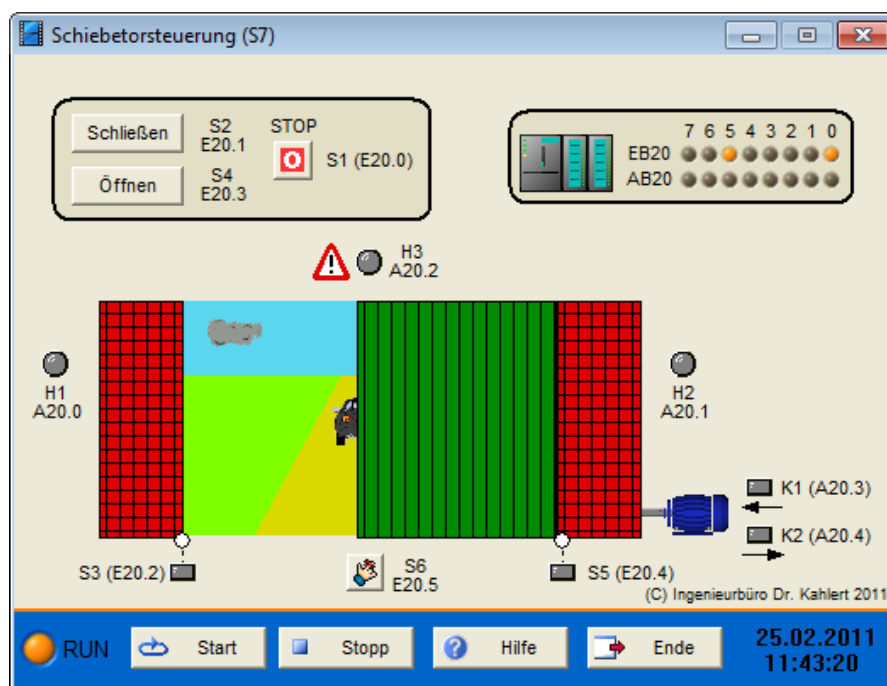 Schiebetorsteuerung (S7)
Schließen
S2
E20.1
STOP
S1 (E20.0)
Öffnen
S4
E20.3
7 6 5 4 3 2 1 0
EB20
AB20
H3
A20.2
H1
A20.0
H2
A20.1
K1 (A20.3)
K2 (A20.4)
S3 (E20.2)
S6
E20.5
S5 (E20.4)
(C) Ingenieurbüro Dr. Kahlert 2011
RUN
Start
Stopp
Hilfe
Ende
25.02.2011
11:43:20